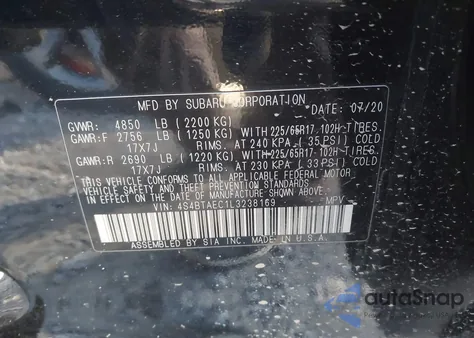 MFD BY SUBARU CORPORATION DATE: 07/20
GVWR: 4850 LB (2200 KG)
GAWR:F 2756 LB (1250 KG) WITH 225/65R17 102H TIRES,
17X7J RIMS, AT 240 KPA (35 PSI) COLD
GAWR:R 2690 LB (1220 KG) WITH 225/65R17 102H TIRES,
17X7J RIMS, AT 230 KPA (33 PSI) COLD
THIS VEHICLE CONFORMS TO ALL APPLICABLE FEDERAL MOTOR
VEHICLE SAFETY AND BUMPER STANDARDS
IN EFFECT ON THE DATE OF MANUFACTURE SHOWN ABOVE.
VIN: 4S4BTAEC1L3238169 MPV
ASSEMBLED BY SIA INC. MADE IN U.S.A.
autoSnap